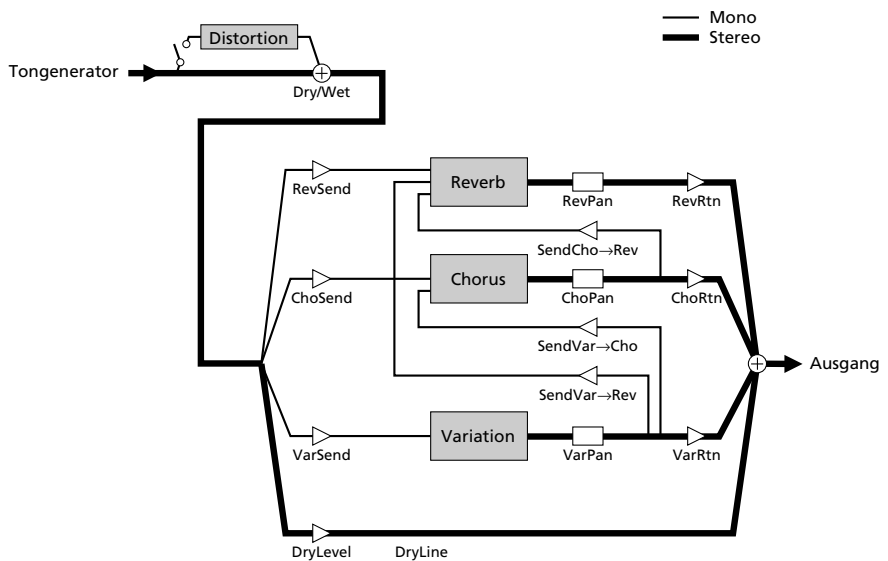 Mono
Stereo
Distortion
Tongenerator
Dry/Wet
Reverb
RevSend
RevPan
RevRtn
SendCho→Rev
Chorus
ChoSend
ChoPan
ChoRtn
SendVar→Cho
Ausgang
SendVar→Rev
Variation
VarSend
VarPan
VarRtn
DryLevel
DryLine